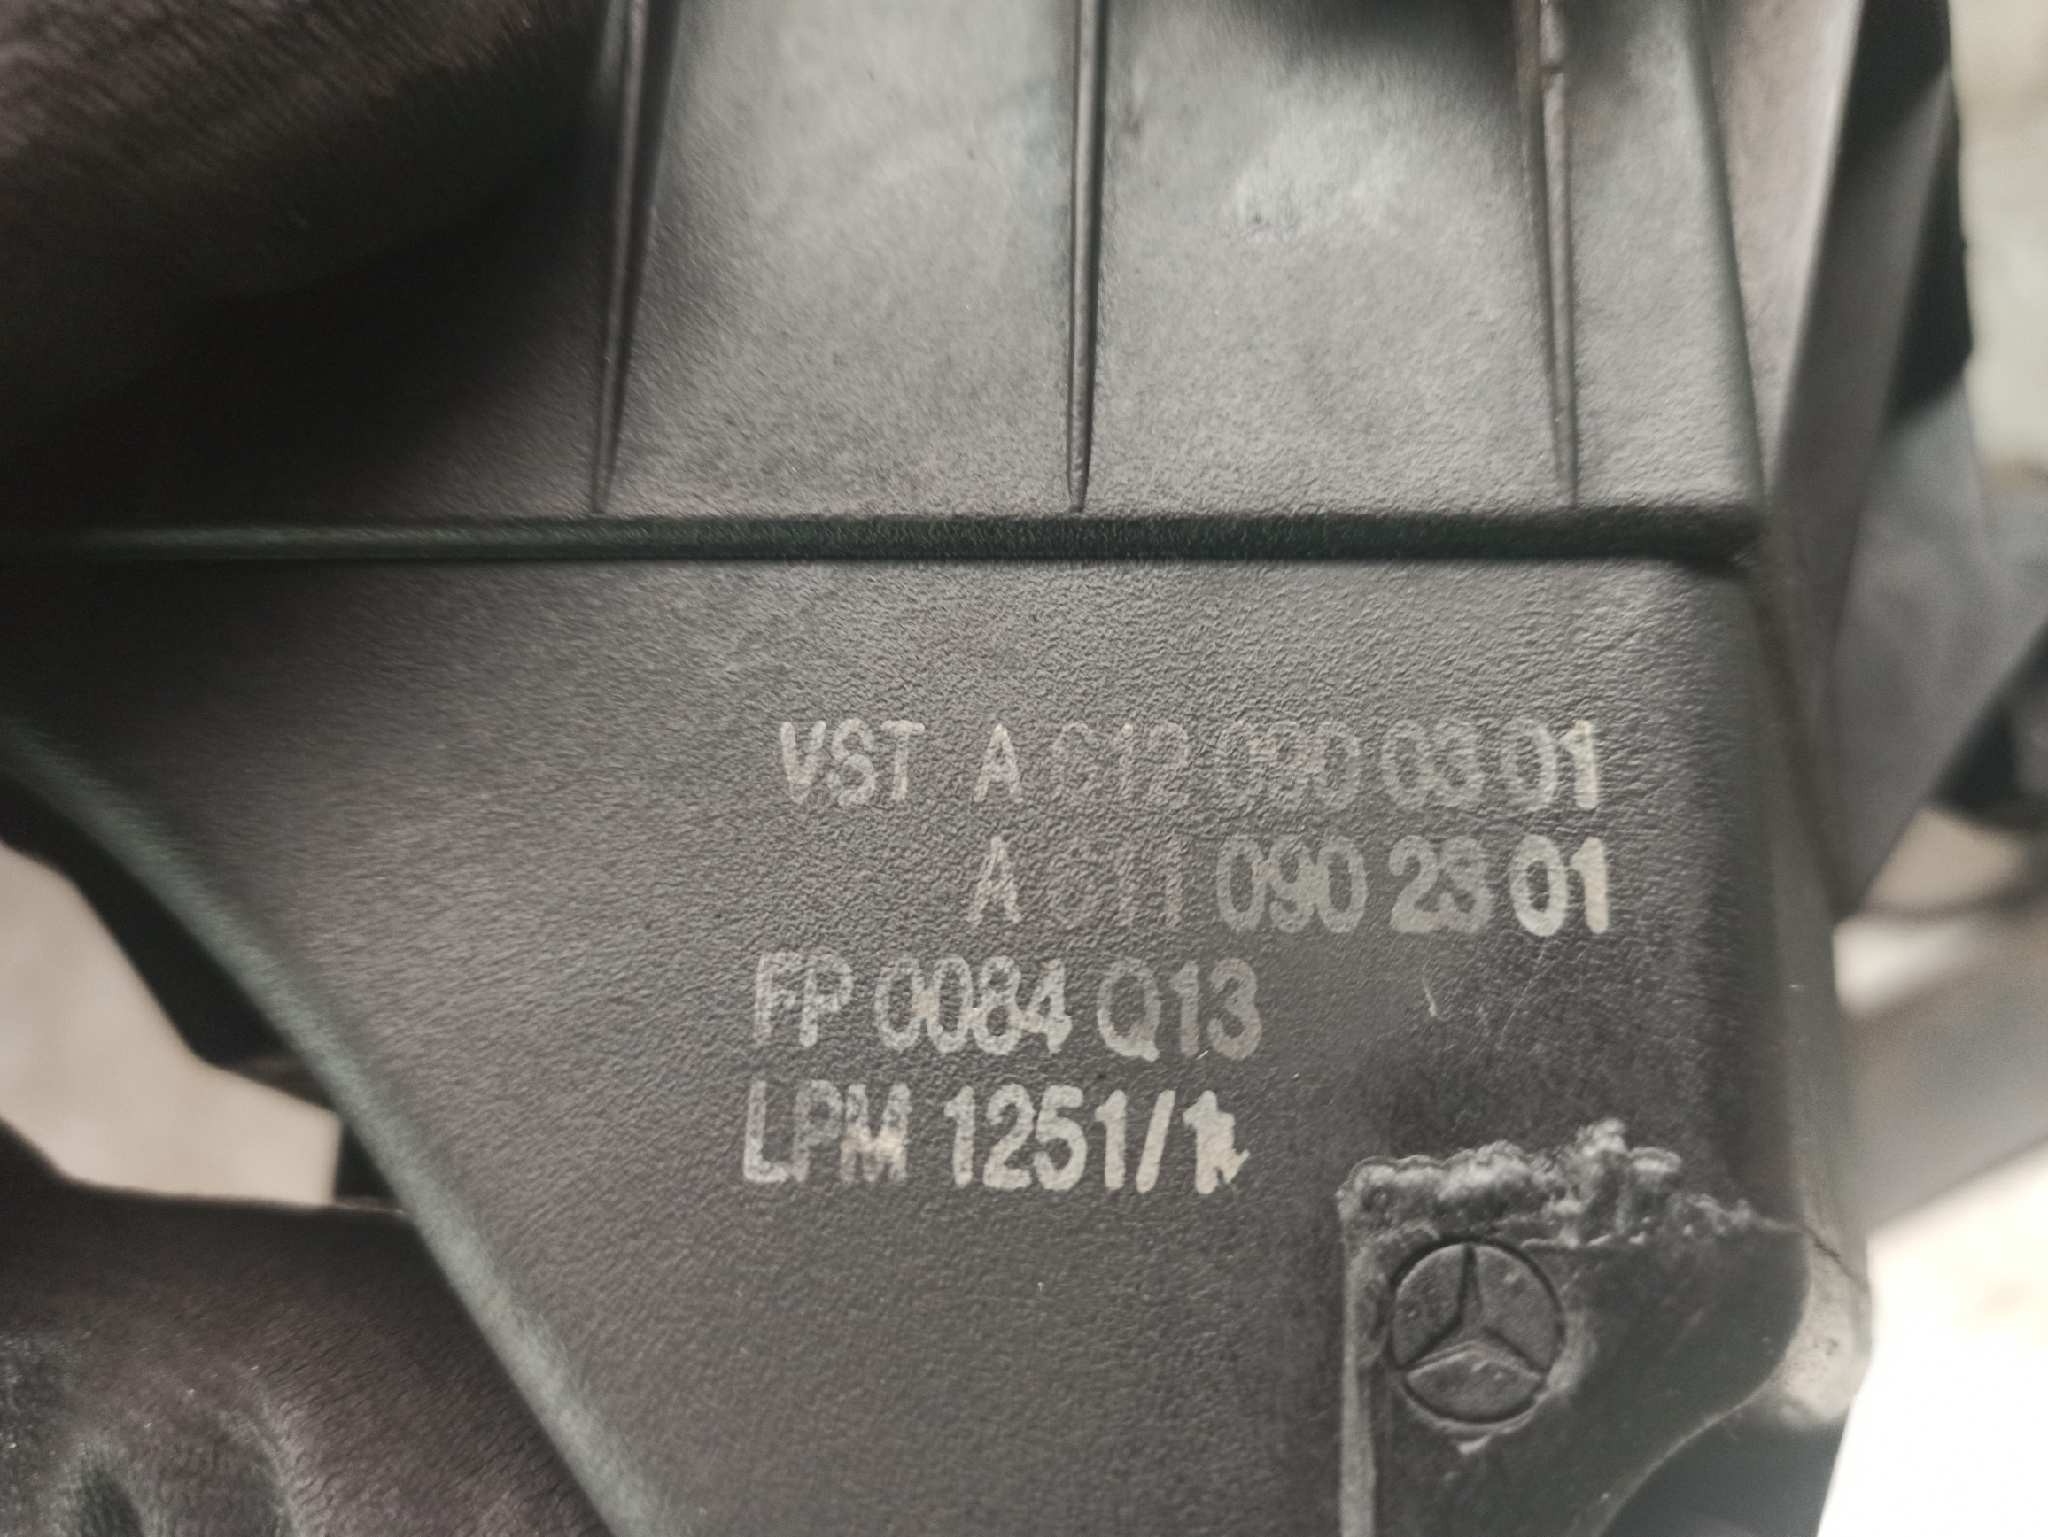 VST A 612 090 03 01
A 611 090 23 01
FP 0084 Q13
LPM 1251/1